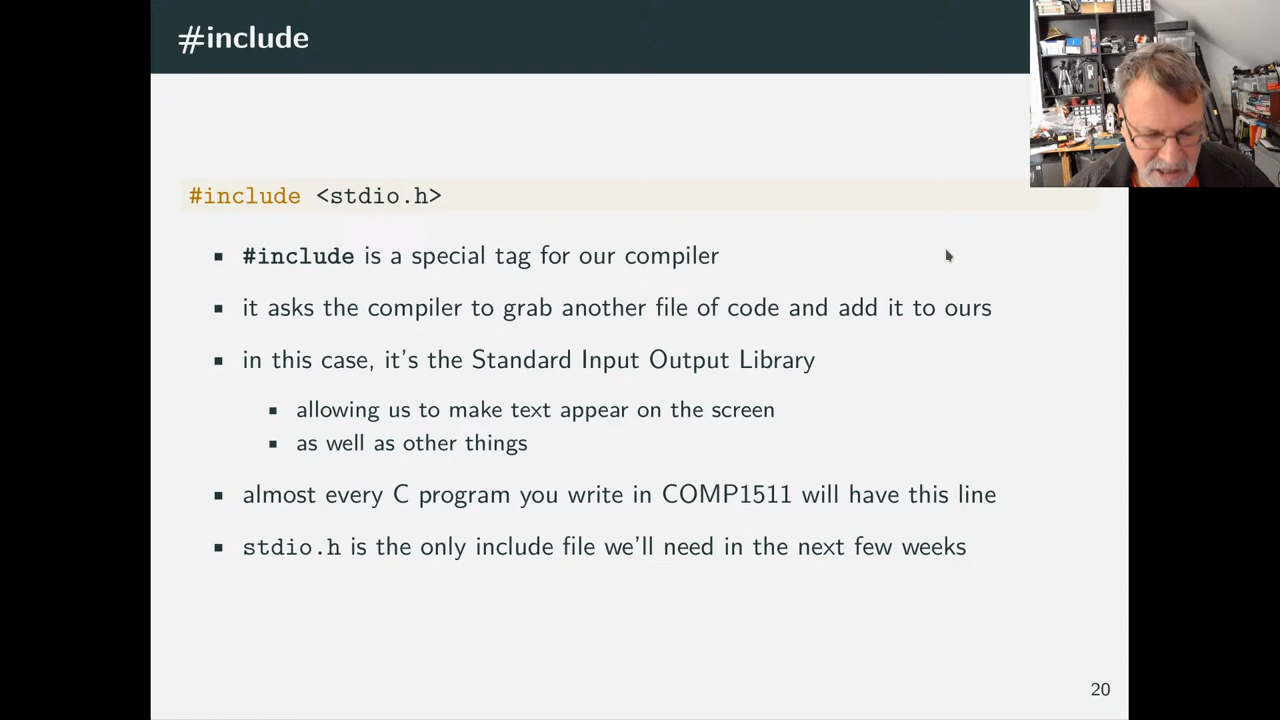 #include
#include <stdio.h>
▪ #include is a special tag for our compiler
▪ it asks the compiler to grab another file of code and add it to ours
▪ in this case, it's the Standard Input Output Library
▪ allowing us to make text appear on the screen
▪ as well as other things
▪ almost every C program you write in COMP1511 will have this line
▪ stdio.h is the only include file we'll need in the next few weeks
20